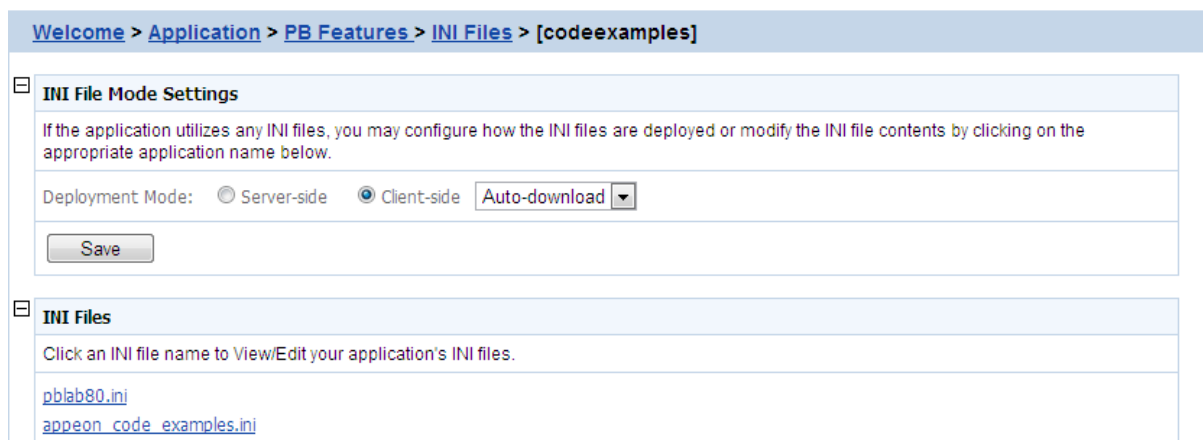 Welcome > Application > PB Features > INI Files > [codeexamples]
INI File Mode Settings
If the application utilizes any INI files, you may configure how the INI files are deployed or modify the INI file contents by clicking on the
appropriate application name below.
Deployment Mode: Server-side Client-side Auto-download
Save
INI Files
Click an INI file name to View/Edit your application's INI files.
pblab80.ini
appeon_code_examples.ini